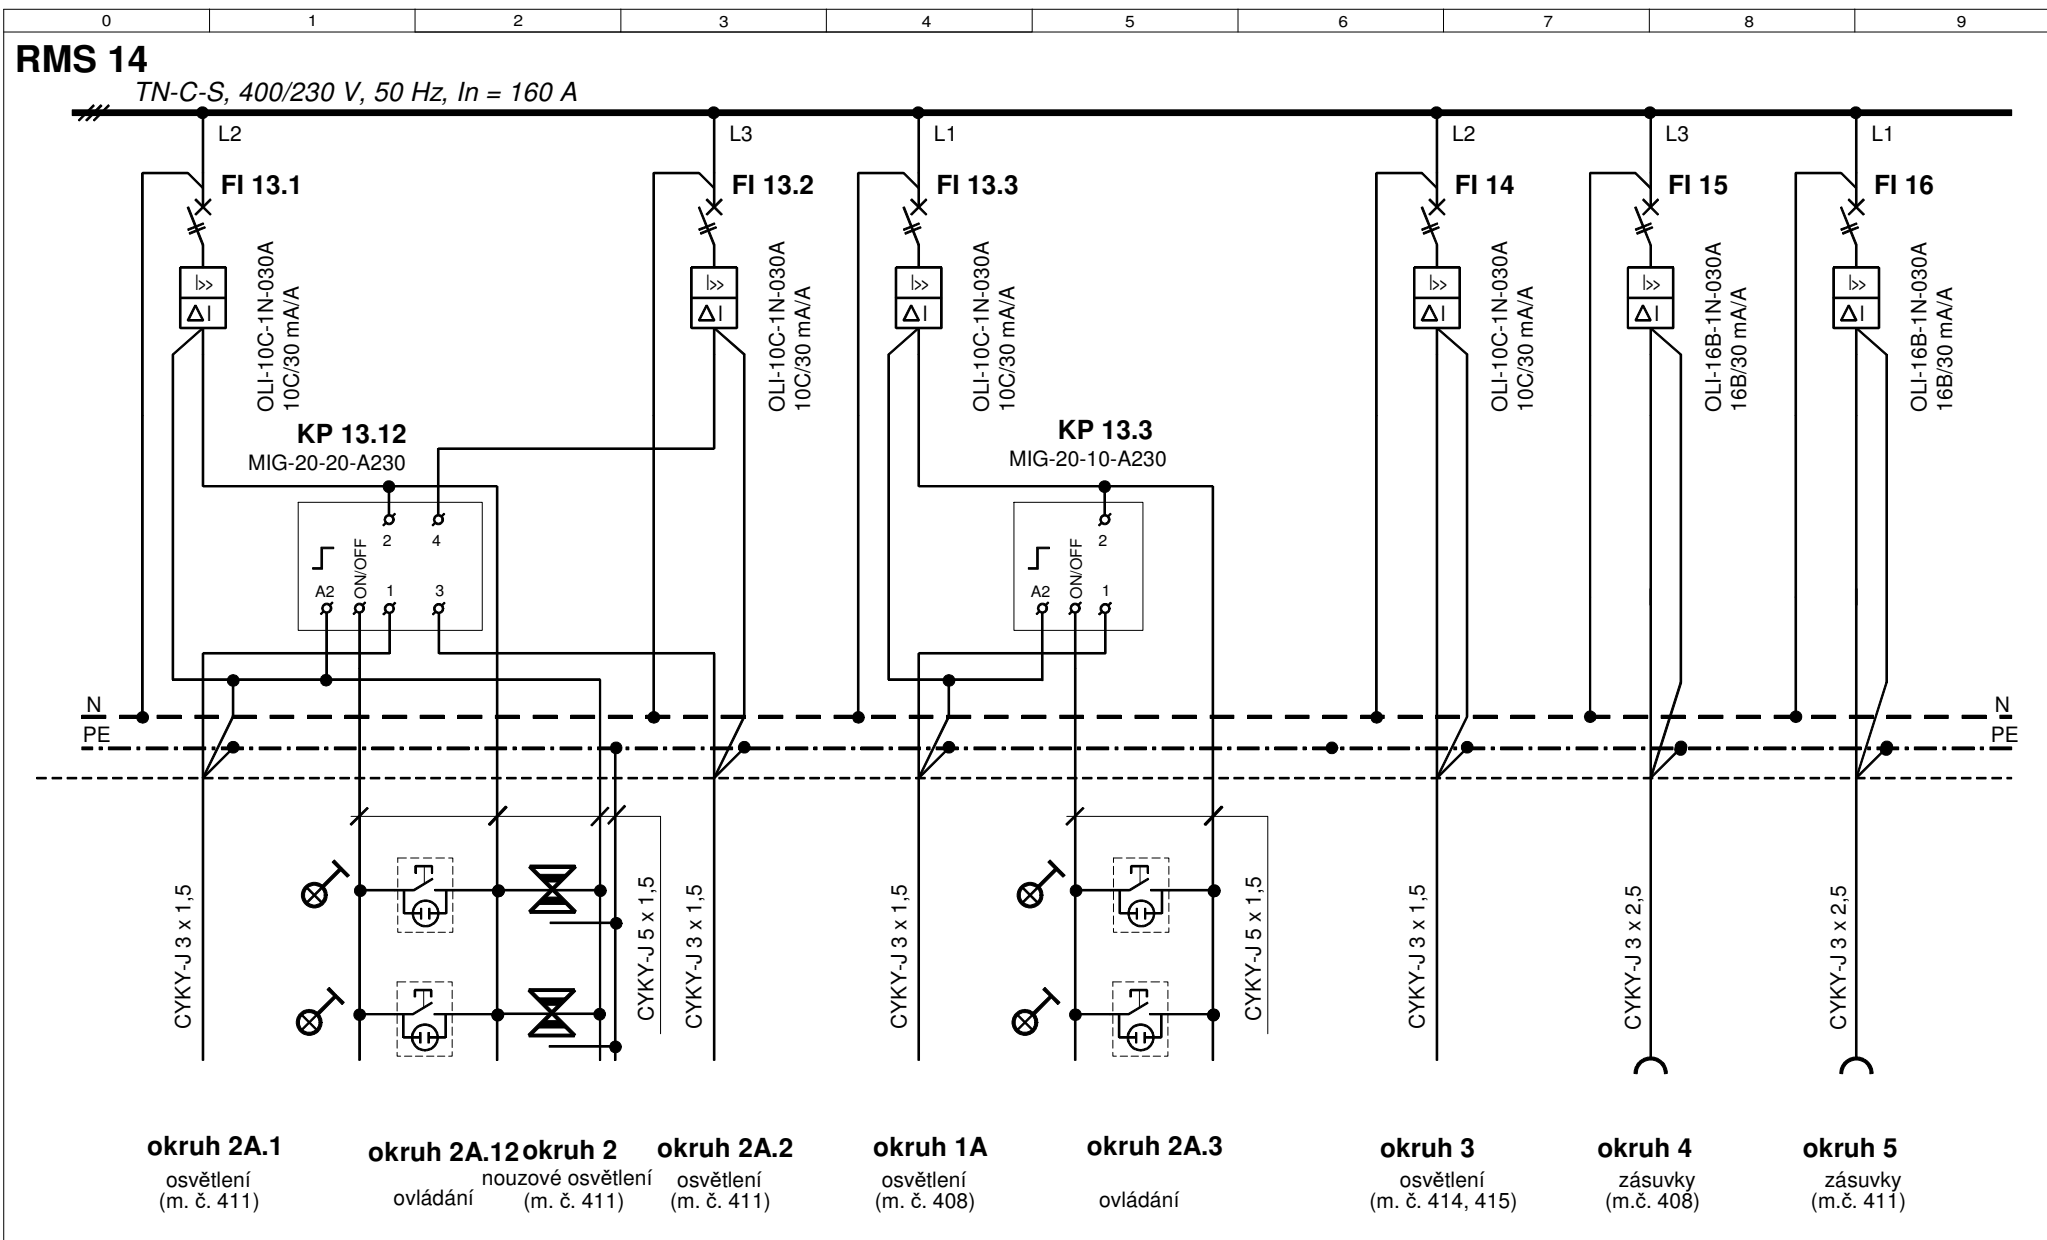 0 1 2 3 4 5 6 7 8 9
RMS 14
TN-C-S, 400/230 V, 50 Hz, In = 160 A
L2 L3 L1 L2 L3 L1
FI 13.1 FI 13.2 FI 13.3 FI 14 FI 15 FI 16
I>> I>> I>> I>> I>> I>>
Δ I Δ I Δ I Δ I Δ I Δ I
OLI-10C-1N-030A
10C/30 mA/A
OLI-10C-1N-030A
10C/30 mA/A
OLI-10C-1N-030A
10C/30 mA/A
OLI-10C-1N-030A
10C/30 mA/A
OLI-16B-1N-030A
16B/30 mA/A
OLI-16B-1N-030A
16B/30 mA/A
KP 13.12
MIG-20-20-A230
2 4
ON/OFF
A2 1 3
KP 13.3
MIG-20-10-A230
2
ON/OFF
A2 1
N N
PE PE
CYKY-J 3 x 1,5
CYKY-J 5 x 1,5
CYKY-J 3 x 1,5
CYKY-J 3 x 1,5
CYKY-J 5 x 1,5
CYKY-J 3 x 1,5
CYKY-J 3 x 2,5
CYKY-J 3 x 2,5
okruh 2A.1
osvětlení
(m. č. 411)
okruh 2A.12
ovládání
okruh 2
nouzové osvětlení
(m. č. 411)
okruh 2A.2
osvětlení
(m. č. 411)
okruh 1A
osvětlení
(m. č. 408)
okruh 2A.3
ovládání
okruh 3
osvětlení
(m. č. 414, 415)
okruh 4
zásuvky
(m.č. 408)
okruh 5
zásuvky
(m.č. 411)